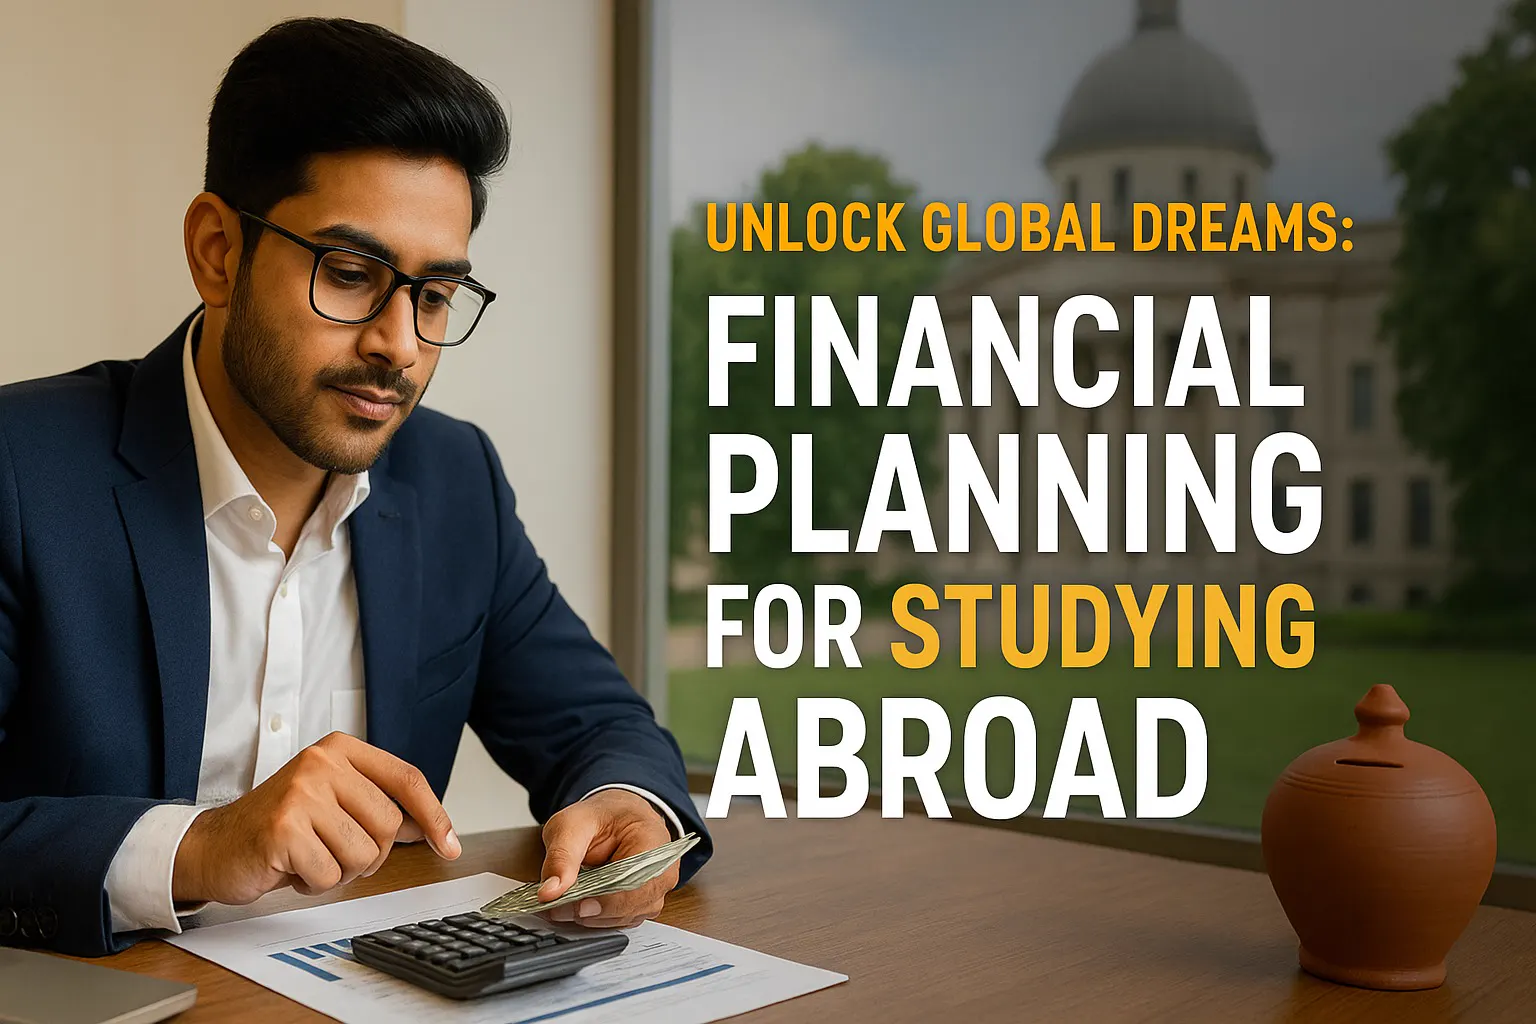 UNLOCK GLOBAL DREAMS:
FINANCIAL
PLANNING
FOR STUDYING
ABROAD